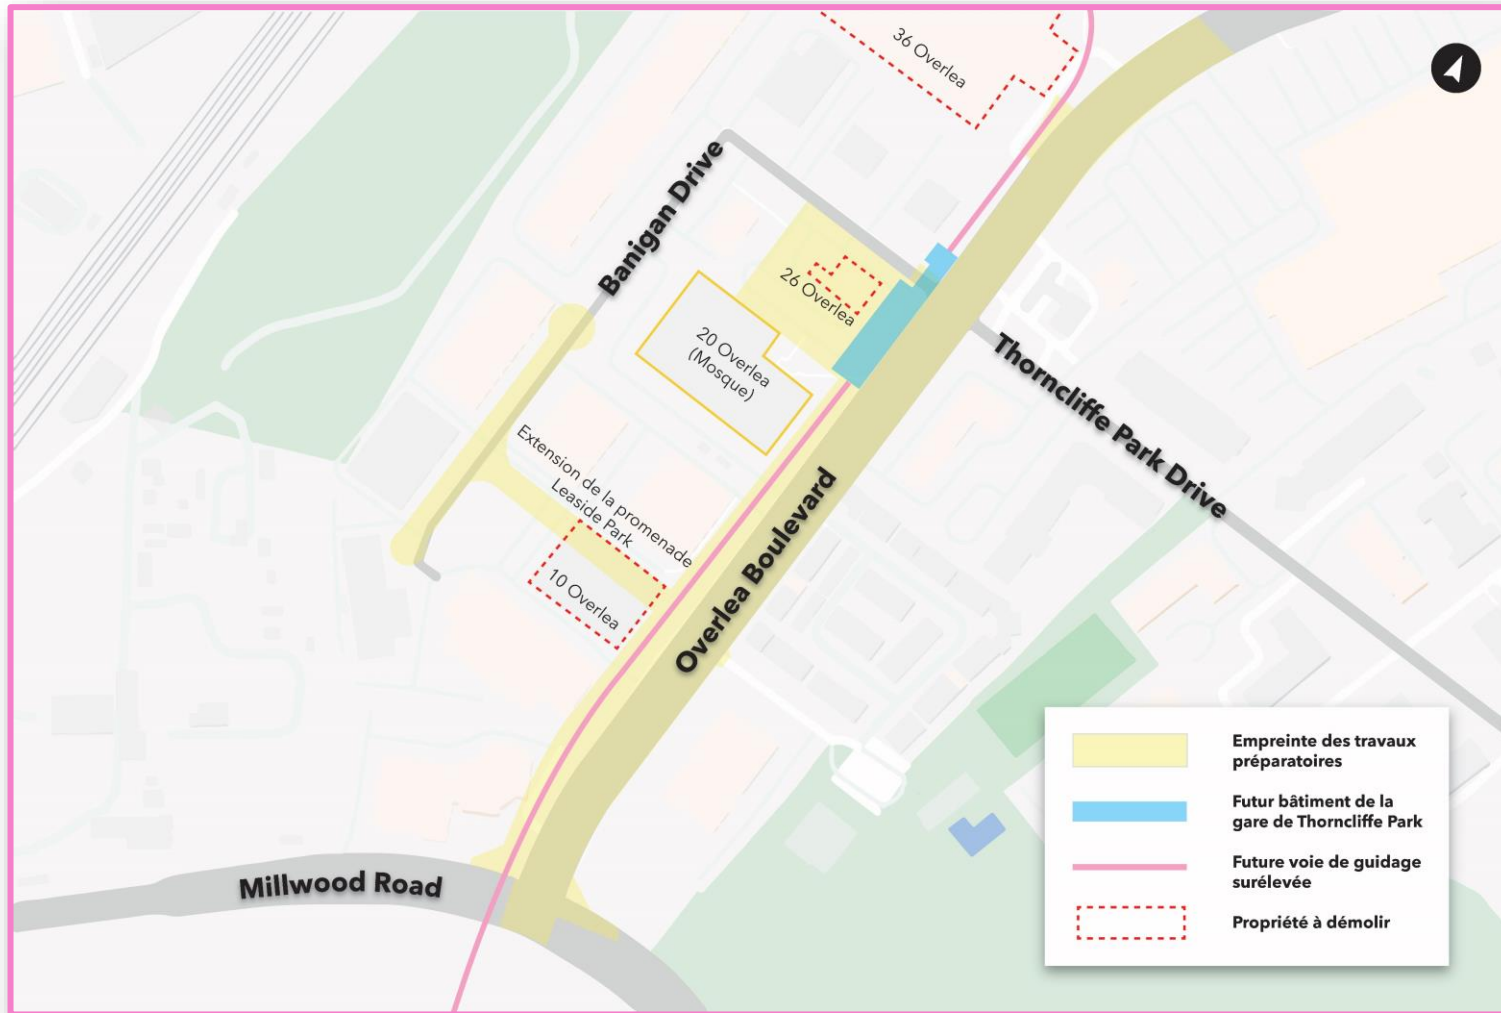 36 Overlea
Banigan Drive
26 Overlea
20 Overlea
(Mosque)
Thorncliffe Park Drive
Extension de la promenade
Leaside Park
10 Overlea
Overlea Boulevard
Millwood Road
Empreinte des travaux
préparatoires
Futur bâtiment de la
gare de Thorncliffe Park
Future voie de guidage
surélevée
Propriété à démolir